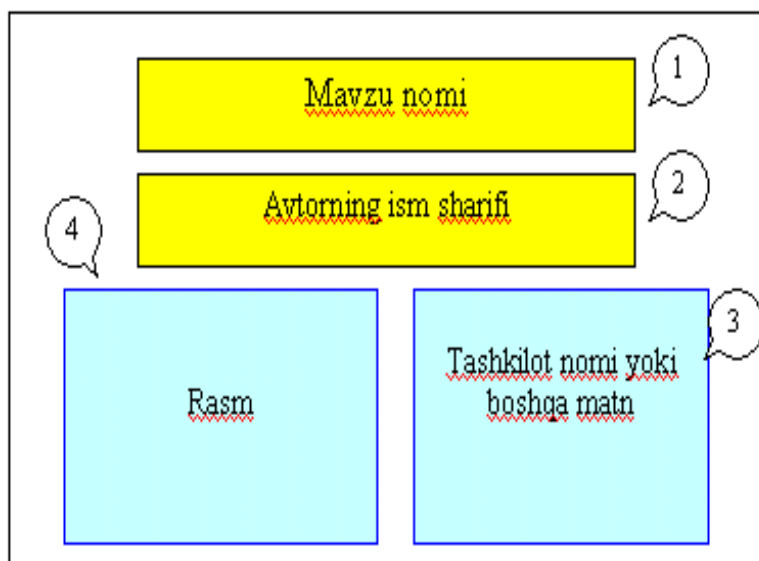 Mavzu nomi
1
Avtorning ism sharifi
2
4
Rasm
Tashkilot nomi yoki
boshqa matn
3